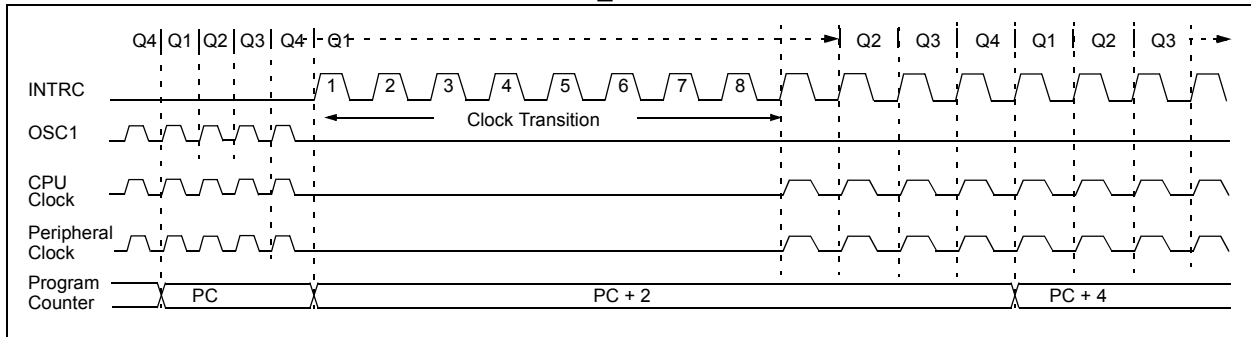 Q4 Q1 Q2 Q3 Q4 Q1 Q2 Q3 Q4 Q1 Q2 Q3
INTRC 1 2 3 4 5 6 7 8
Clock Transition
OSC1
CPU
Clock
Peripheral
Clock
Program
Counter
PC PC + 2 PC + 4